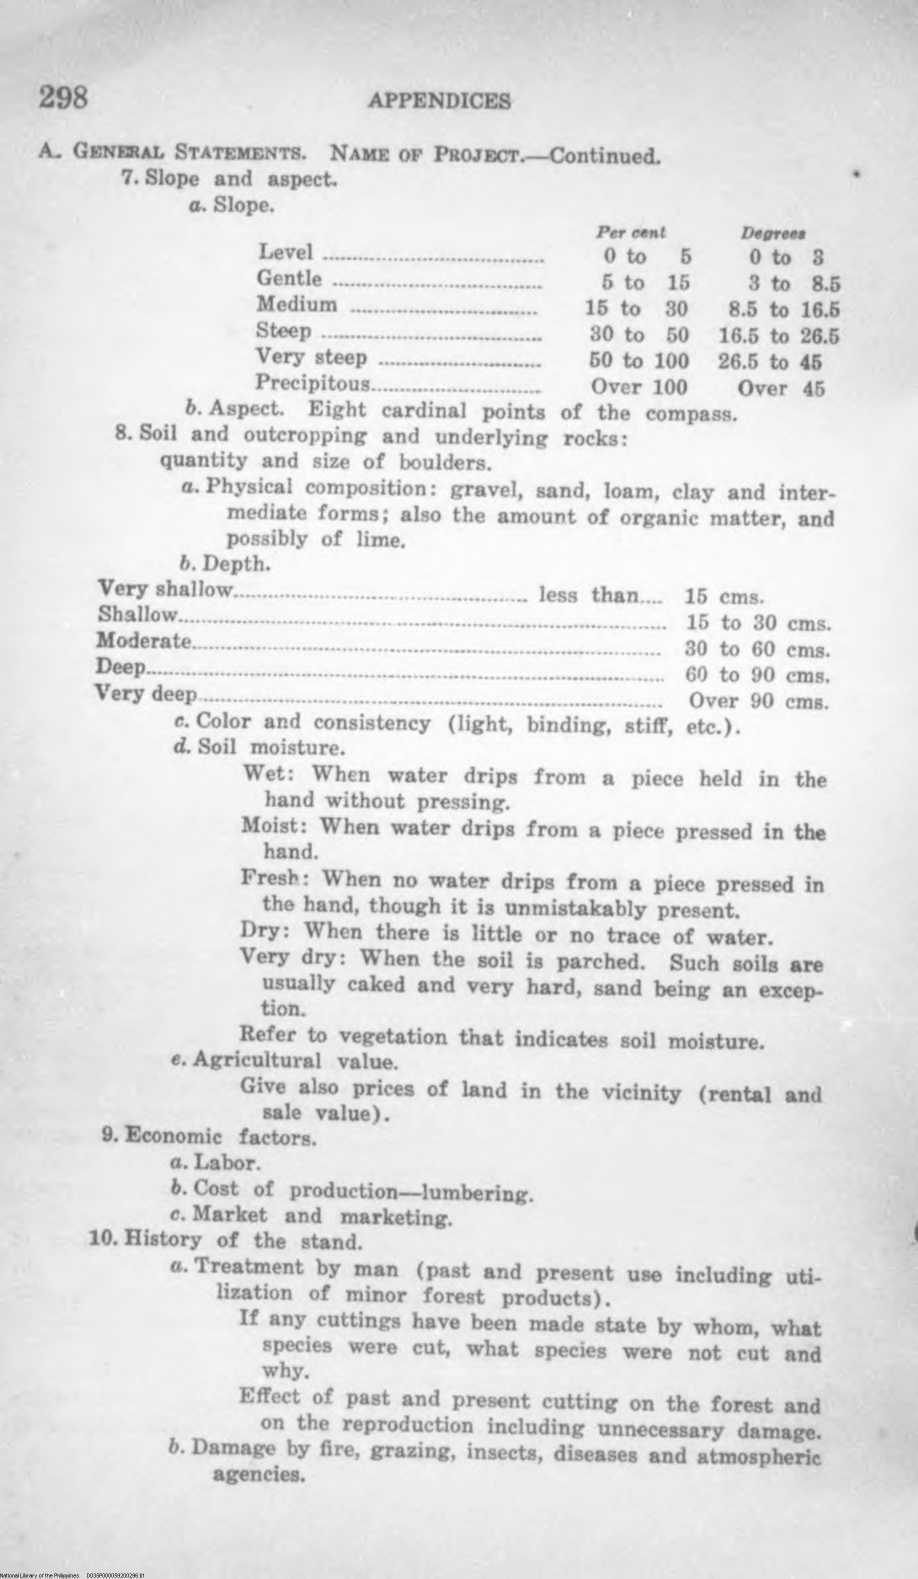 298 APPENDICES
A. GENERAL STATEMENTS. NAME OF PROJECT.—Continued.
7. Slope and aspect.
a. Slope.
Per cent Degrees
Level ........ 0 to 5 0 to 3
Gentle ........ 5 to 15 3 to 8.5
Medium ........ 15 to 30 8.5 to 16.5
Steep ........ 30 to 50 16.5 to 26.5
Very steep ........ 50 to 100 26.5 to 45
Precipitous........ Over 100 Over 45
b. Aspect. Eight cardinal points of the compass.
8. Soil and outcropping and underlying rocks:
quantity and size of boulders.
a. Physical composition: gravel, sand, loam, clay and inter-
mediate forms; also the amount of organic matter, and
possibly of lime.
b. Depth.
Very shallow........ less than.... 15 cms.
Shallow........ 15 to 30 cms.
Moderate........ 30 to 60 cms.
Deep........ 60 to 90 cms.
Very deep........ Over 90 cms.
c. Color and consistency (light, binding, stiff, etc.).
d. Soil moisture.
Wet: When water drips from a piece held in the
hand without pressing.
Moist: When water drips from a piece pressed in the
hand.
Fresh: When no water drips from a piece pressed in
the hand, though it is unmistakably present.
Dry: When there is little or no trace of water.
Very dry: When the soil is parched. Such soils are
usually caked and very hard, sand being an excep-
tion.
Refer to vegetation that indicates soil moisture.
e. Agricultural value.
Give also prices of land in the vicinity (rental and
sale value).
9. Economic factors.
a. Labor.
b. Cost of production—lumbering.
c. Market and marketing.
10. History of the stand.
a. Treatment by man (past and present use including uti-
lization of minor forest products).
If any cuttings have been made state by whom, what
species were cut, what species were not cut and
why.
Effect of past and present cutting on the forest and
on the reproduction including unnecessary damage.
b. Damage by fire, grazing, insects, diseases and atmospheric
agencies.
National Library of the Philippines